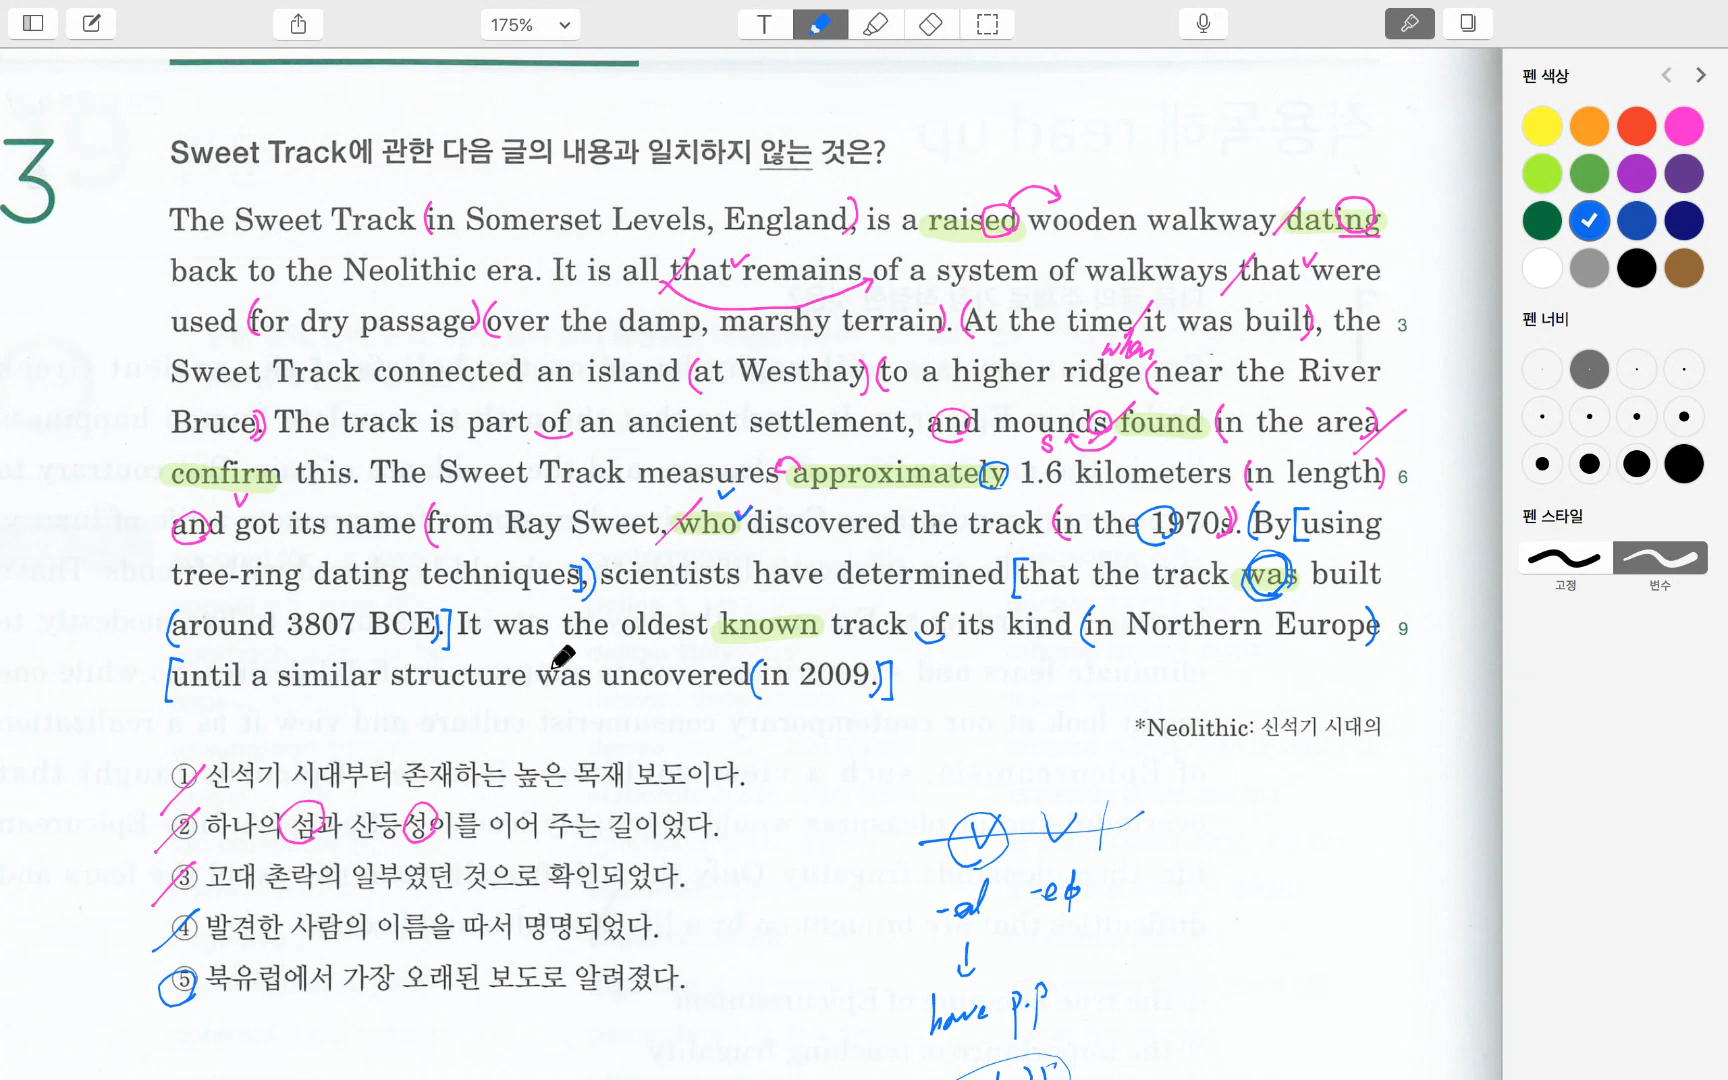 175%
T
펜 색상
3
Sweet Track에 관한 다음 글의 내용과 일치하지 않는 것은?
The Sweet Track in Somerset Levels, England, is a raised wooden walkway dating
back to the Neolithic era. It is all that remains of a system of walkways that were
used for dry passage over the damp, marshy terrain. At the time it was built, the 3
when
Sweet Track connected an island at Westhay to a higher ridge near the River
Bruce. The track is part of an ancient settlement, and mounds found in the area
s
confirm this. The Sweet Track measures approximately 1.6 kilometers in length 6
and got its name from Ray Sweet, who discovered the track in the 1970s. By using
tree-ring dating techniques, scientists have determined that the track was built
around 3807 BCE. It was the oldest known track of its kind in Northern Europe 9
until a similar structure was uncovered in 2009.
*Neolithic: 신석기 시대의
① 신석기 시대부터 존재하는 높은 목재 보도이다.
② 하나의 섬과 산등성이를 이어 주는 길이었다.
③ 고대 촌락의 일부였던 것으로 확인되었다.
④ 발견한 사람의 이름을 따서 명명되었다.
⑤ 북유럽에서 가장 오래된 보도로 알려졌다.
V V
-ed
have p.p
펜 너비
펜 스타일
고정
변수